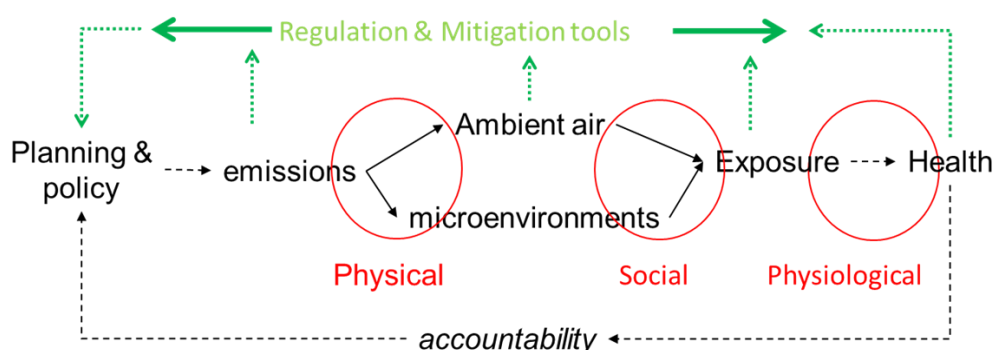 Regulation & Mitigation tools
Ambient air
Planning &
policy
emissions
Exposure
Health
microenvironments
Physical
Social
Physiological
accountability